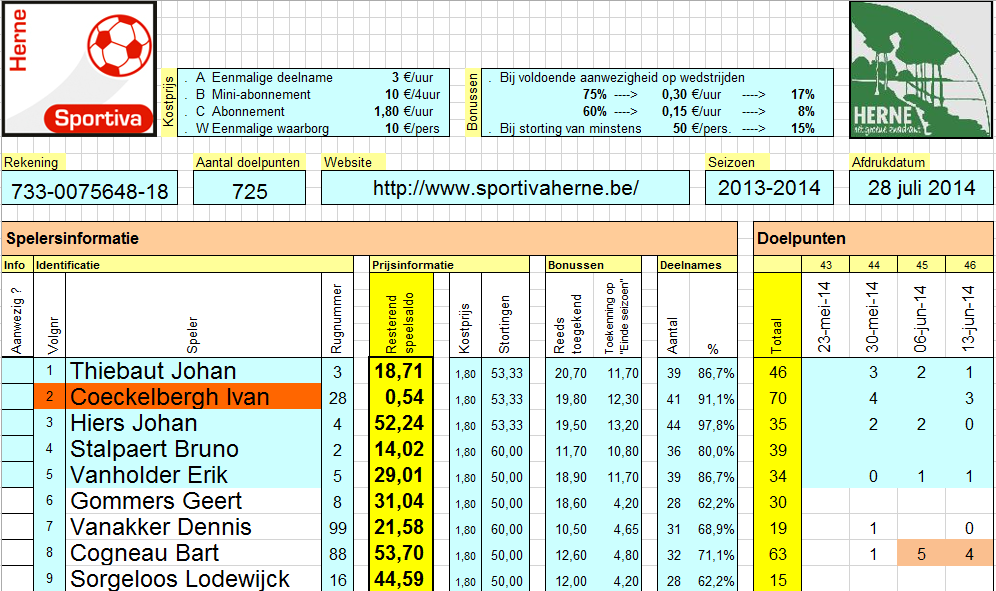 Herne
Sportiva
Kostprijs
. A Eenmalige deelname 3 €/uur
. B Mini-abonnement 10 €/4uur
. C Abonnement 1,80 €/uur
. W Eenmalige waarborg 10 €/pers
Bonussen
. Bij voldoende aanwezigheid op wedstrijden
75% ----> 0,30 €/uur ----> 17%
60% ----> 0,15 €/uur ----> 8%
. Bij storting van minstens 50 €/pers. ----> 15%
HERNE
Rekening Aantal doelpunten Website Seizoen Afdrukdatum
733-0075648-18 725 http://www.sportivaherne.be/ 2013-2014 28 juli 2014
Spelersinformatie Doelpunten
Info Identificatie Prijsinformatie Bonussen Deelnames 43 44 45 46
Aanwezig ? Volgnr Speler Rugnummer Resterend speelsaldo Kostprijs Stortingen Reeds toegekend Toekenning op "Einde seizoen" Aantal % Totaal 23-mei-14 30-mei-14 06-jun-14 13-jun-14
1 Thiebaut Johan 3 18,71 1,80 53,33 20,70 11,70 39 86,7% 46 3 2 1
2 Coeckelbergh Ivan 28 0,54 1,80 53,33 19,80 12,30 41 91,1% 70 4 3
3 Hiers Johan 4 52,24 1,80 53,33 19,50 13,20 44 97,8% 35 2 2 0
4 Stalpaert Bruno 2 14,02 1,80 60,00 11,70 10,80 36 80,0% 39
5 Vanholder Erik 5 29,01 1,80 50,00 18,90 11,70 39 86,7% 34 0 1 1
6 Gommers Geert 8 31,04 1,80 50,00 18,60 4,20 28 62,2% 30
7 Vanakker Dennis 99 21,58 1,80 60,00 10,50 4,65 31 68,9% 19 1 0
8 Cogneau Bart 88 53,70 1,80 50,00 12,60 4,80 32 71,1% 63 1 5 4
9 Sorgeloos Lodewijck 16 44,59 1,80 50,00 12,00 4,20 28 62,2% 15